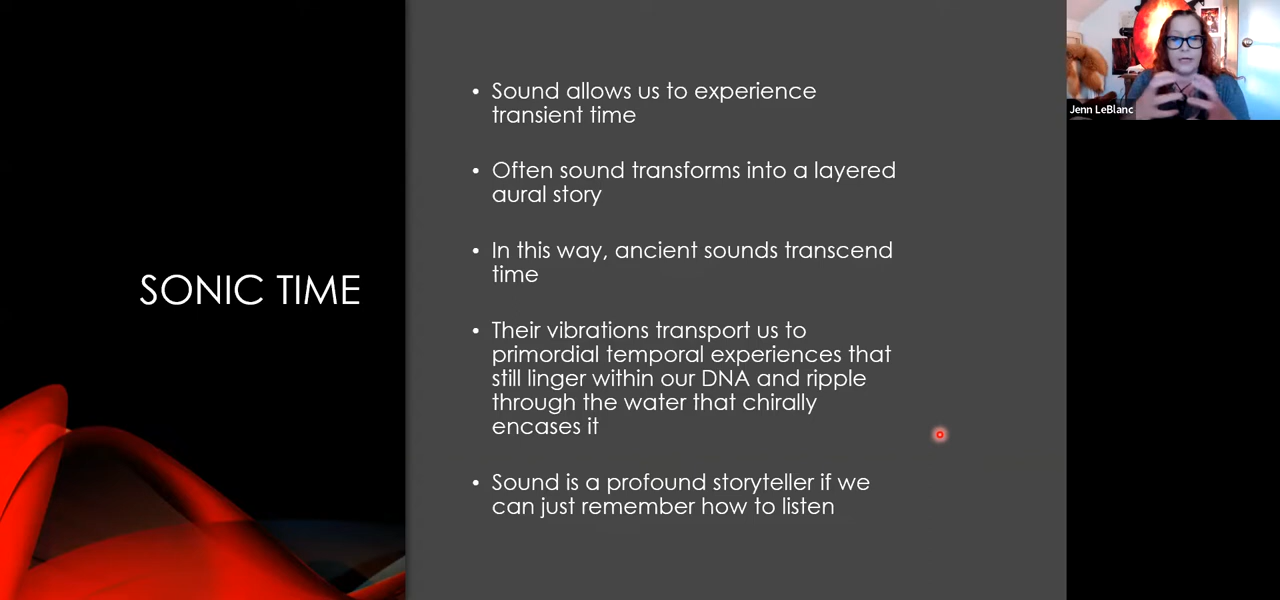 SONIC TIME
• Sound allows us to experience
transient time
• Often sound transforms into a layered
aural story
• In this way, ancient sounds transcend
time
• Their vibrations transport us to
primordial temporal experiences that
still linger within our DNA and ripple
through the water that chirally
encases it
• Sound is a profound storyteller if we
can just remember how to listen
Jenn LeBlanc